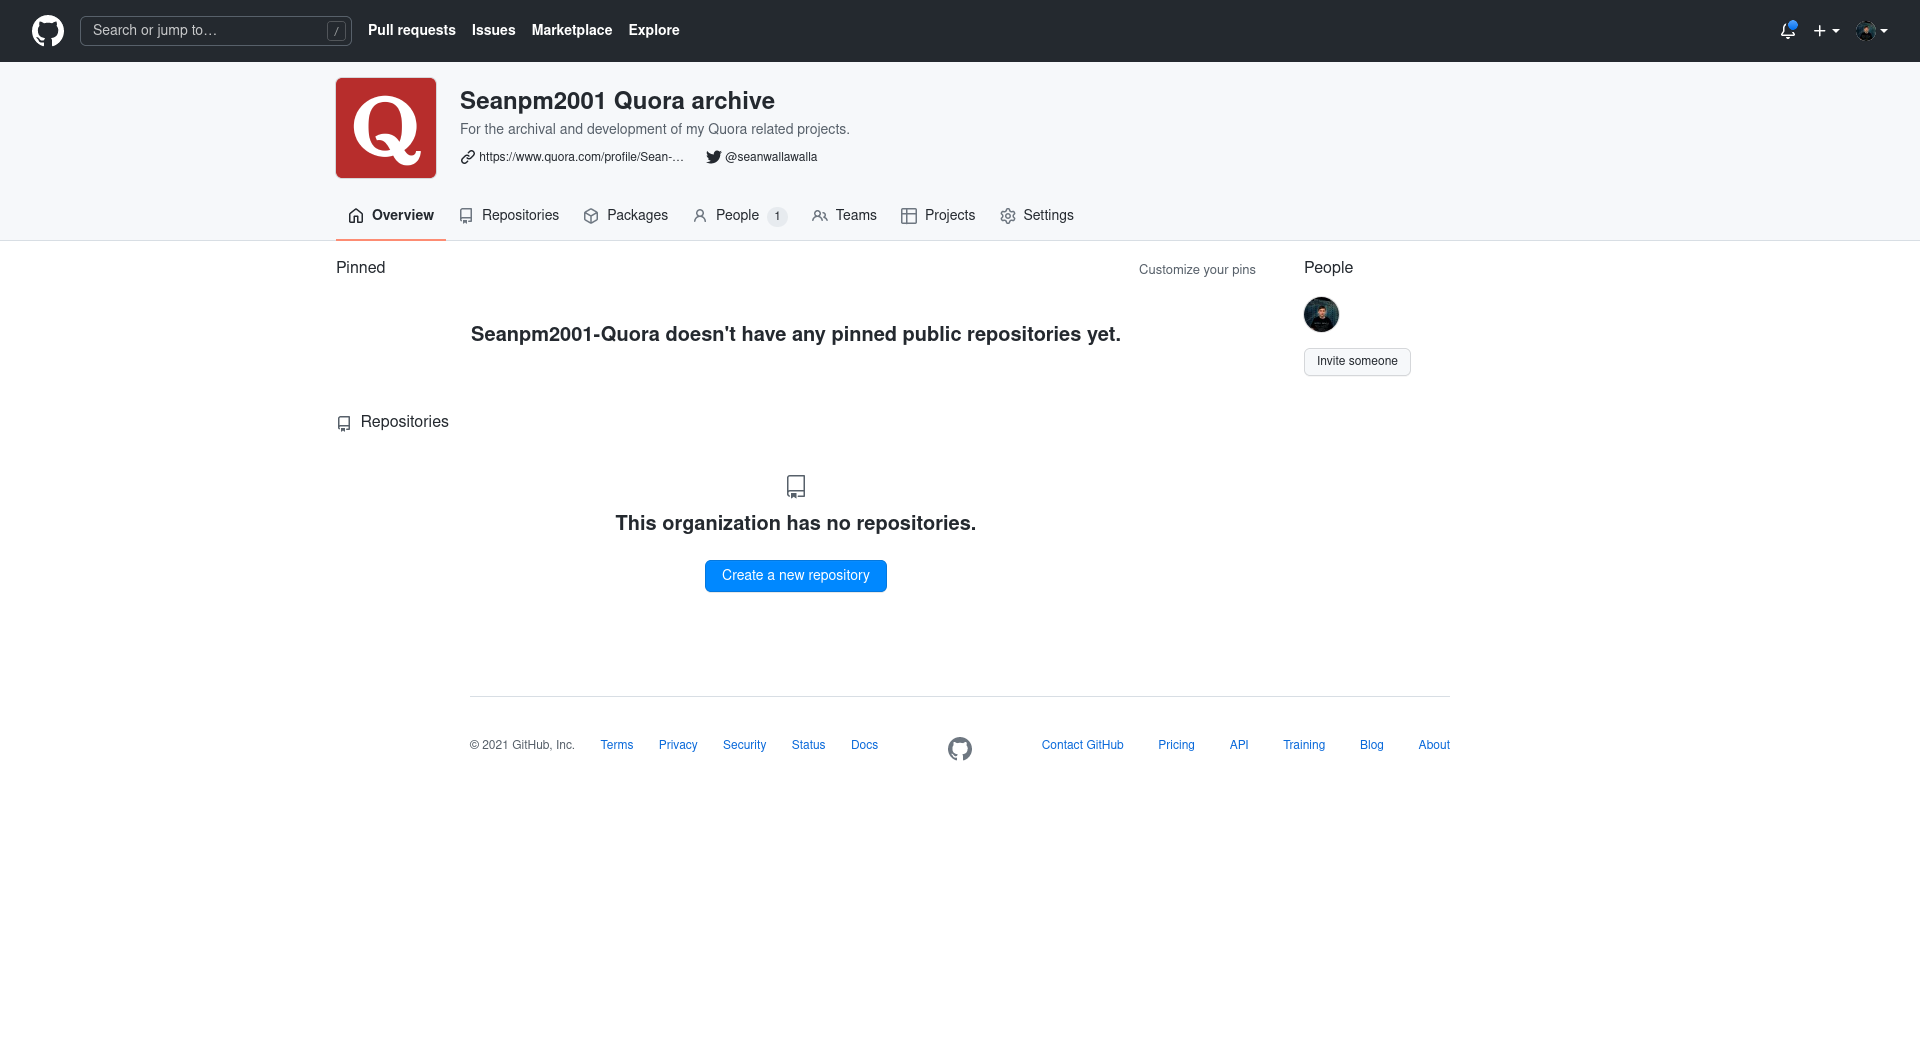 Search or jump to…
/
Pull requests
Issues
Marketplace
Explore
Q
Seanpm2001 Quora archive
For the archival and development of my Quora related projects.
https://www.quora.com/profile/Sean-…
@seanwallawalla
Overview
Repositories
Packages
People 1
Teams
Projects
Settings
Pinned
Customize your pins
Seanpm2001-Quora doesn't have any pinned public repositories yet.
People
Invite someone
Repositories
This organization has no repositories.
Create a new repository
© 2021 GitHub, Inc.
Terms
Privacy
Security
Status
Docs
Contact GitHub
Pricing
API
Training
Blog
About